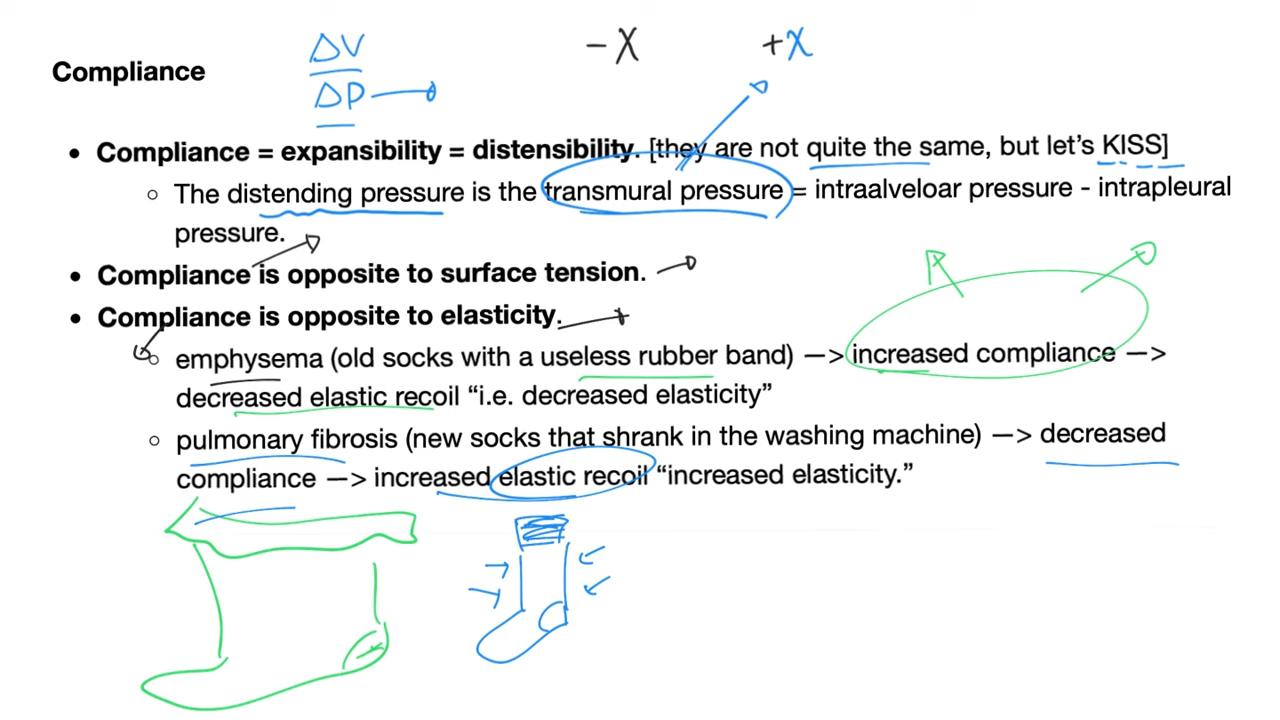 ΔV
ΔP
- X +X
Compliance
• Compliance = expansibility = distensibility. [they are not quite the same, but let's KISS]
◦ The distending pressure is the transmural pressure = intraalveloar pressure - intrapleural
pressure.
• Compliance is opposite to surface tension.
• Compliance is opposite to elasticity.
◦ emphysema (old socks with a useless rubber band) —> increased compliance —>
decreased elastic recoil “i.e. decreased elasticity”
◦ pulmonary fibrosis (new socks that shrank in the washing machine) —> decreased
compliance —> increased elastic recoil “increased elasticity.”